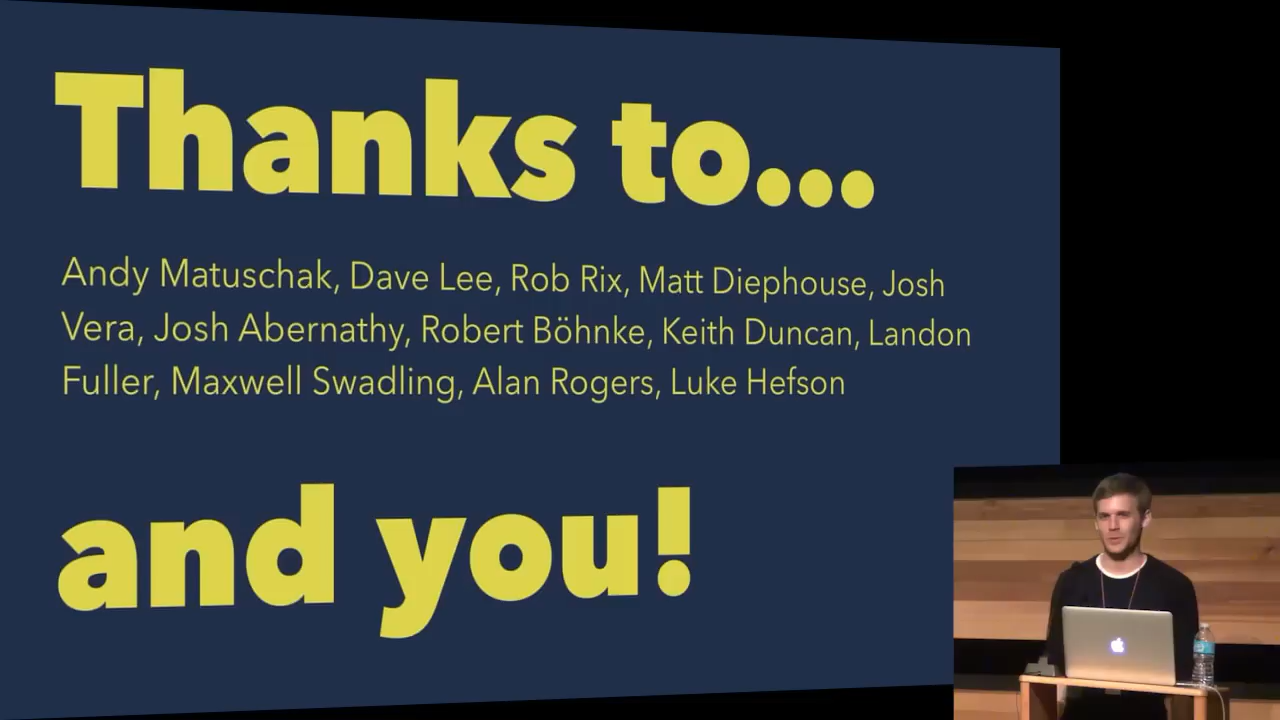 Thanks to...
Andy Matuschak, Dave Lee, Rob Rix, Matt Diephouse, Josh
Vera, Josh Abernathy, Robert Böhnke, Keith Duncan, Landon
Fuller, Maxwell Swadling, Alan Rogers, Luke Hefson
and you!